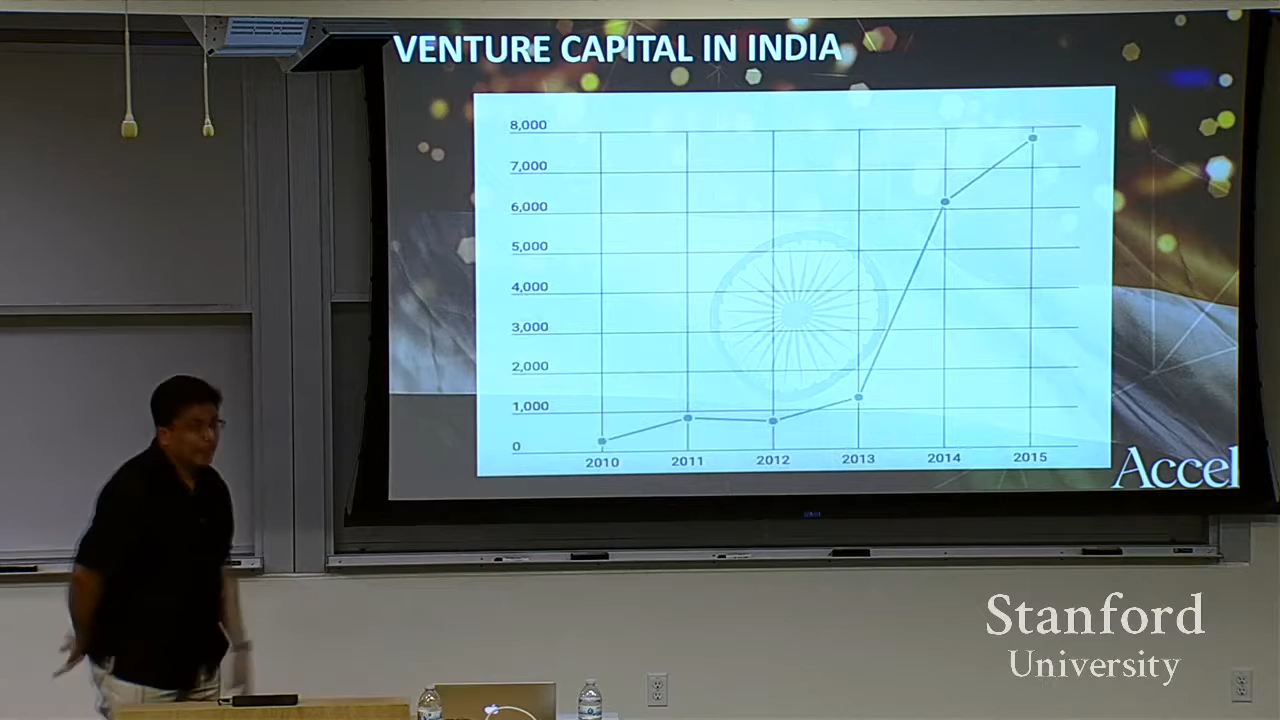 VENTURE CAPITAL IN INDIA
8,000
7,000
6,000
5,000
4,000
3,000
2,000
1,000
0
2010 2011 2012 2013 2014 2015
Accel
Stanford
University